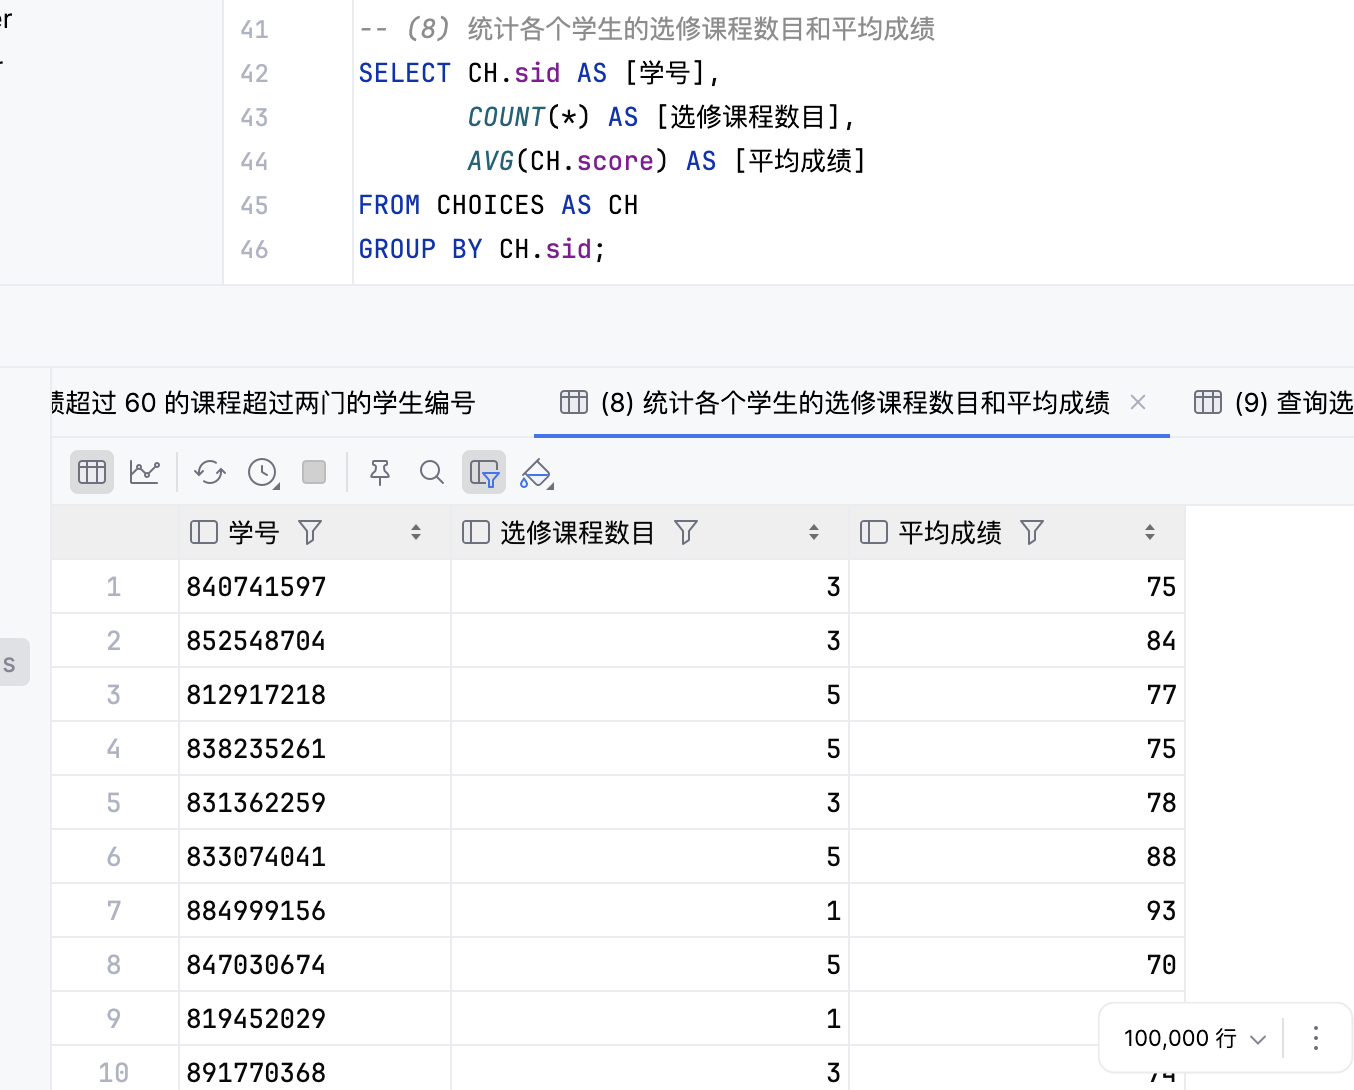 er
41 -- (8) 统计各个学生的选修课程数目和平均成绩
42 SELECT CH.sid AS [学号],
43 COUNT(*) AS [选修课程数目],
44 AVG(CH.score) AS [平均成绩]
45 FROM CHOICES AS CH
46 GROUP BY CH.sid;
绩超过 60 的课程超过两门的学生编号 (8) 统计各个学生的选修课程数目和平均成绩 × (9) 查询选
学号 选修课程数目 平均成绩
1 840741597 3 75
2 852548704 3 84
3 812917218 5 77
s
4 838235261 5 75
5 831362259 3 78
6 833074041 5 88
7 884999156 1 93
8 847030674 5 70
9 819452029 1
100,000 行
10 891770368 3 74